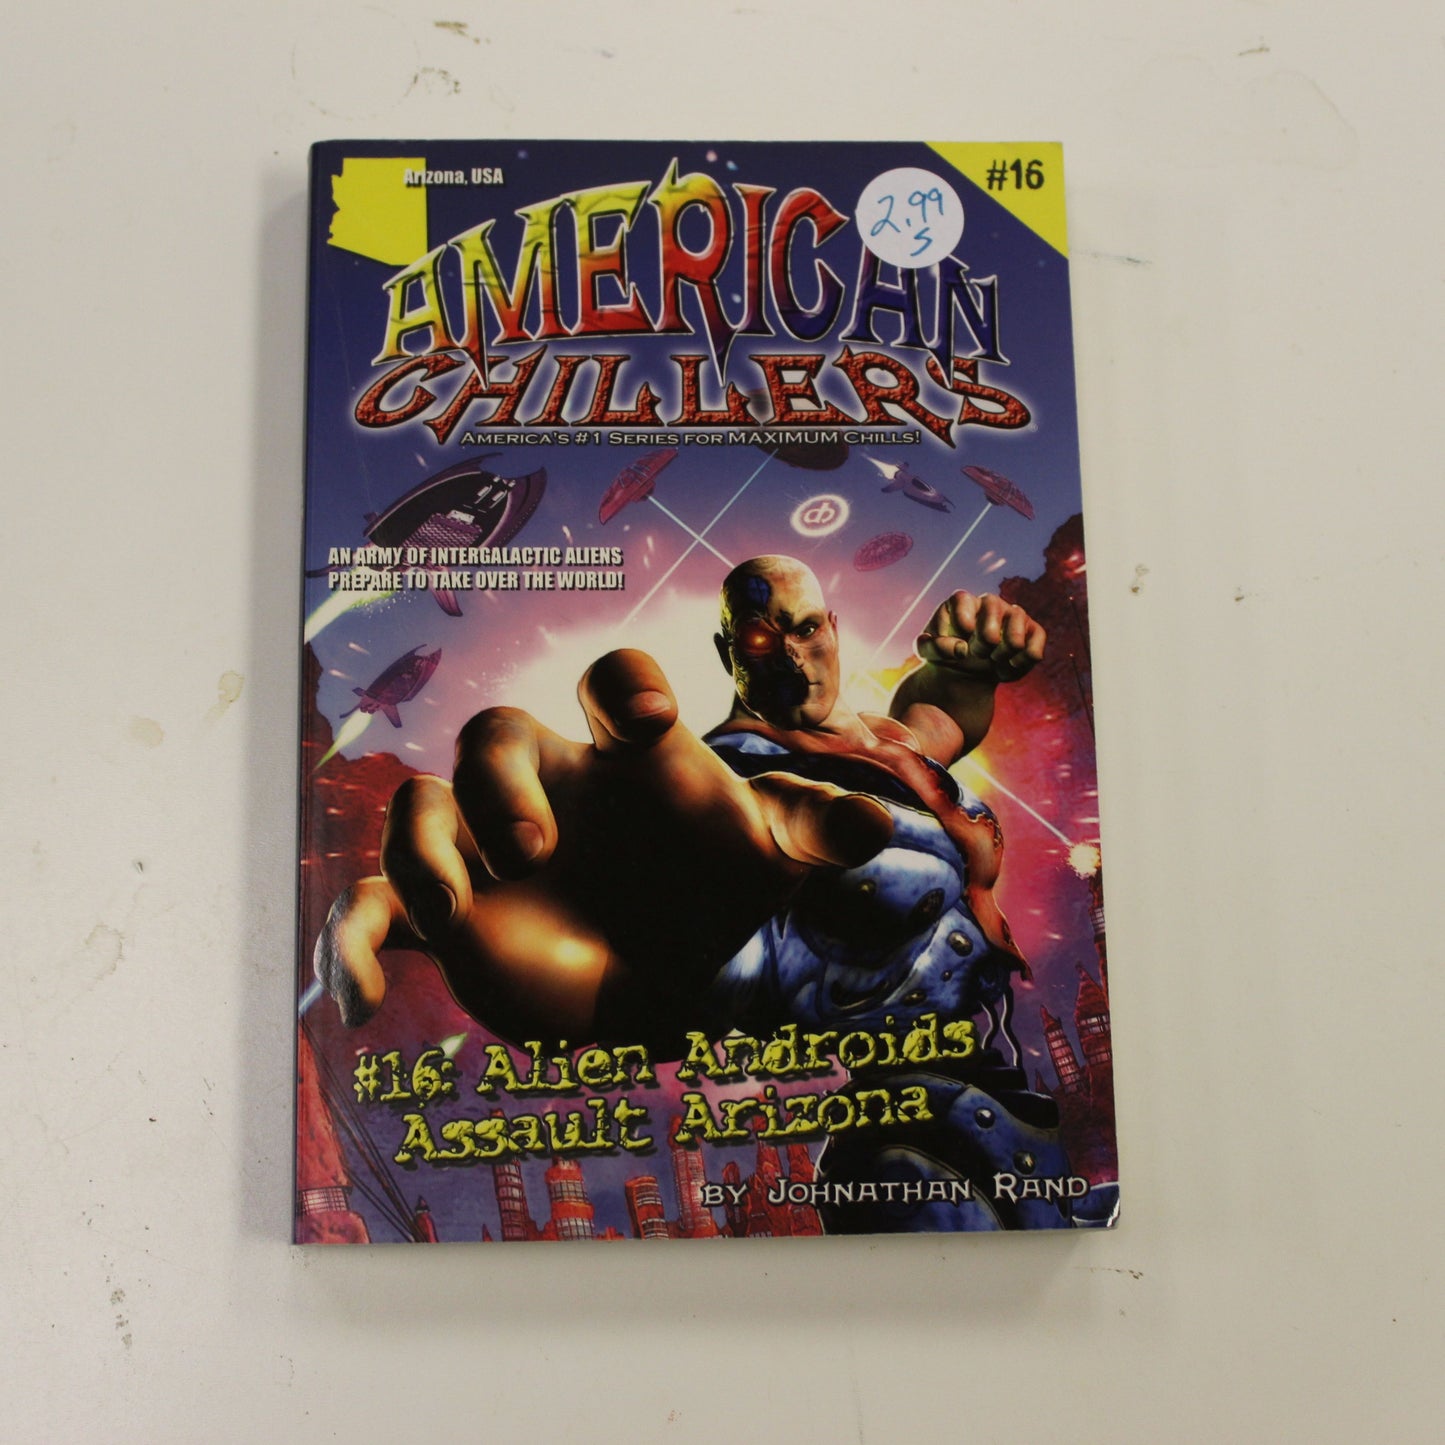 Arizona, USA
#16
2.99
S
AMERICAN
CHILLERS
AMERICA'S #1 SERIES FOR MAXIMUM CHILLS!
AN ARMY OF INTERGALACTIC ALIENS
PREPARE TO TAKE OVER THE WORLD!
#16: Alien Androids
Assault Arizona
BY JOHNATHAN RAND